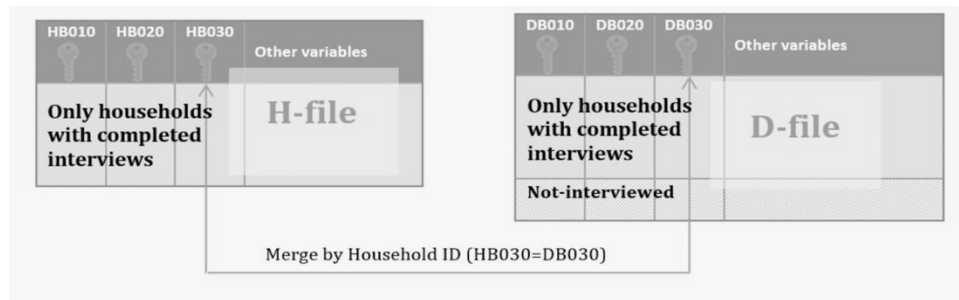 HB010 HB020 HB030
Other variables
Only households
with completed
interviews
H-file
DB010 DB020 DB030
Other variables
Only households
with completed
interviews
D-file
Not-interviewed
Merge by Household ID (HB030=DB030)